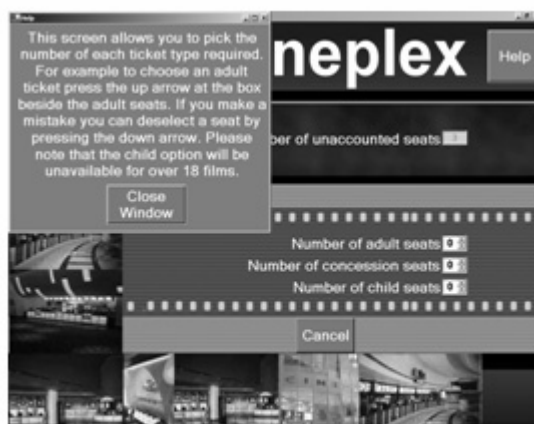 Help
This screen allows you to pick the
number of each ticket type required.
For example to choose an adult
ticket press the up arrow at the box
beside the adult seats. If you make a
mistake you can deselect a seat by
pressing the down arrow. Please
note that the child option will be
unavailable for over 18 films.
Close
Window
neplex
Help
ber of unaccounted seats
Number of adult seats 0
Number of concession seats 0
Number of child seats 0
Cancel